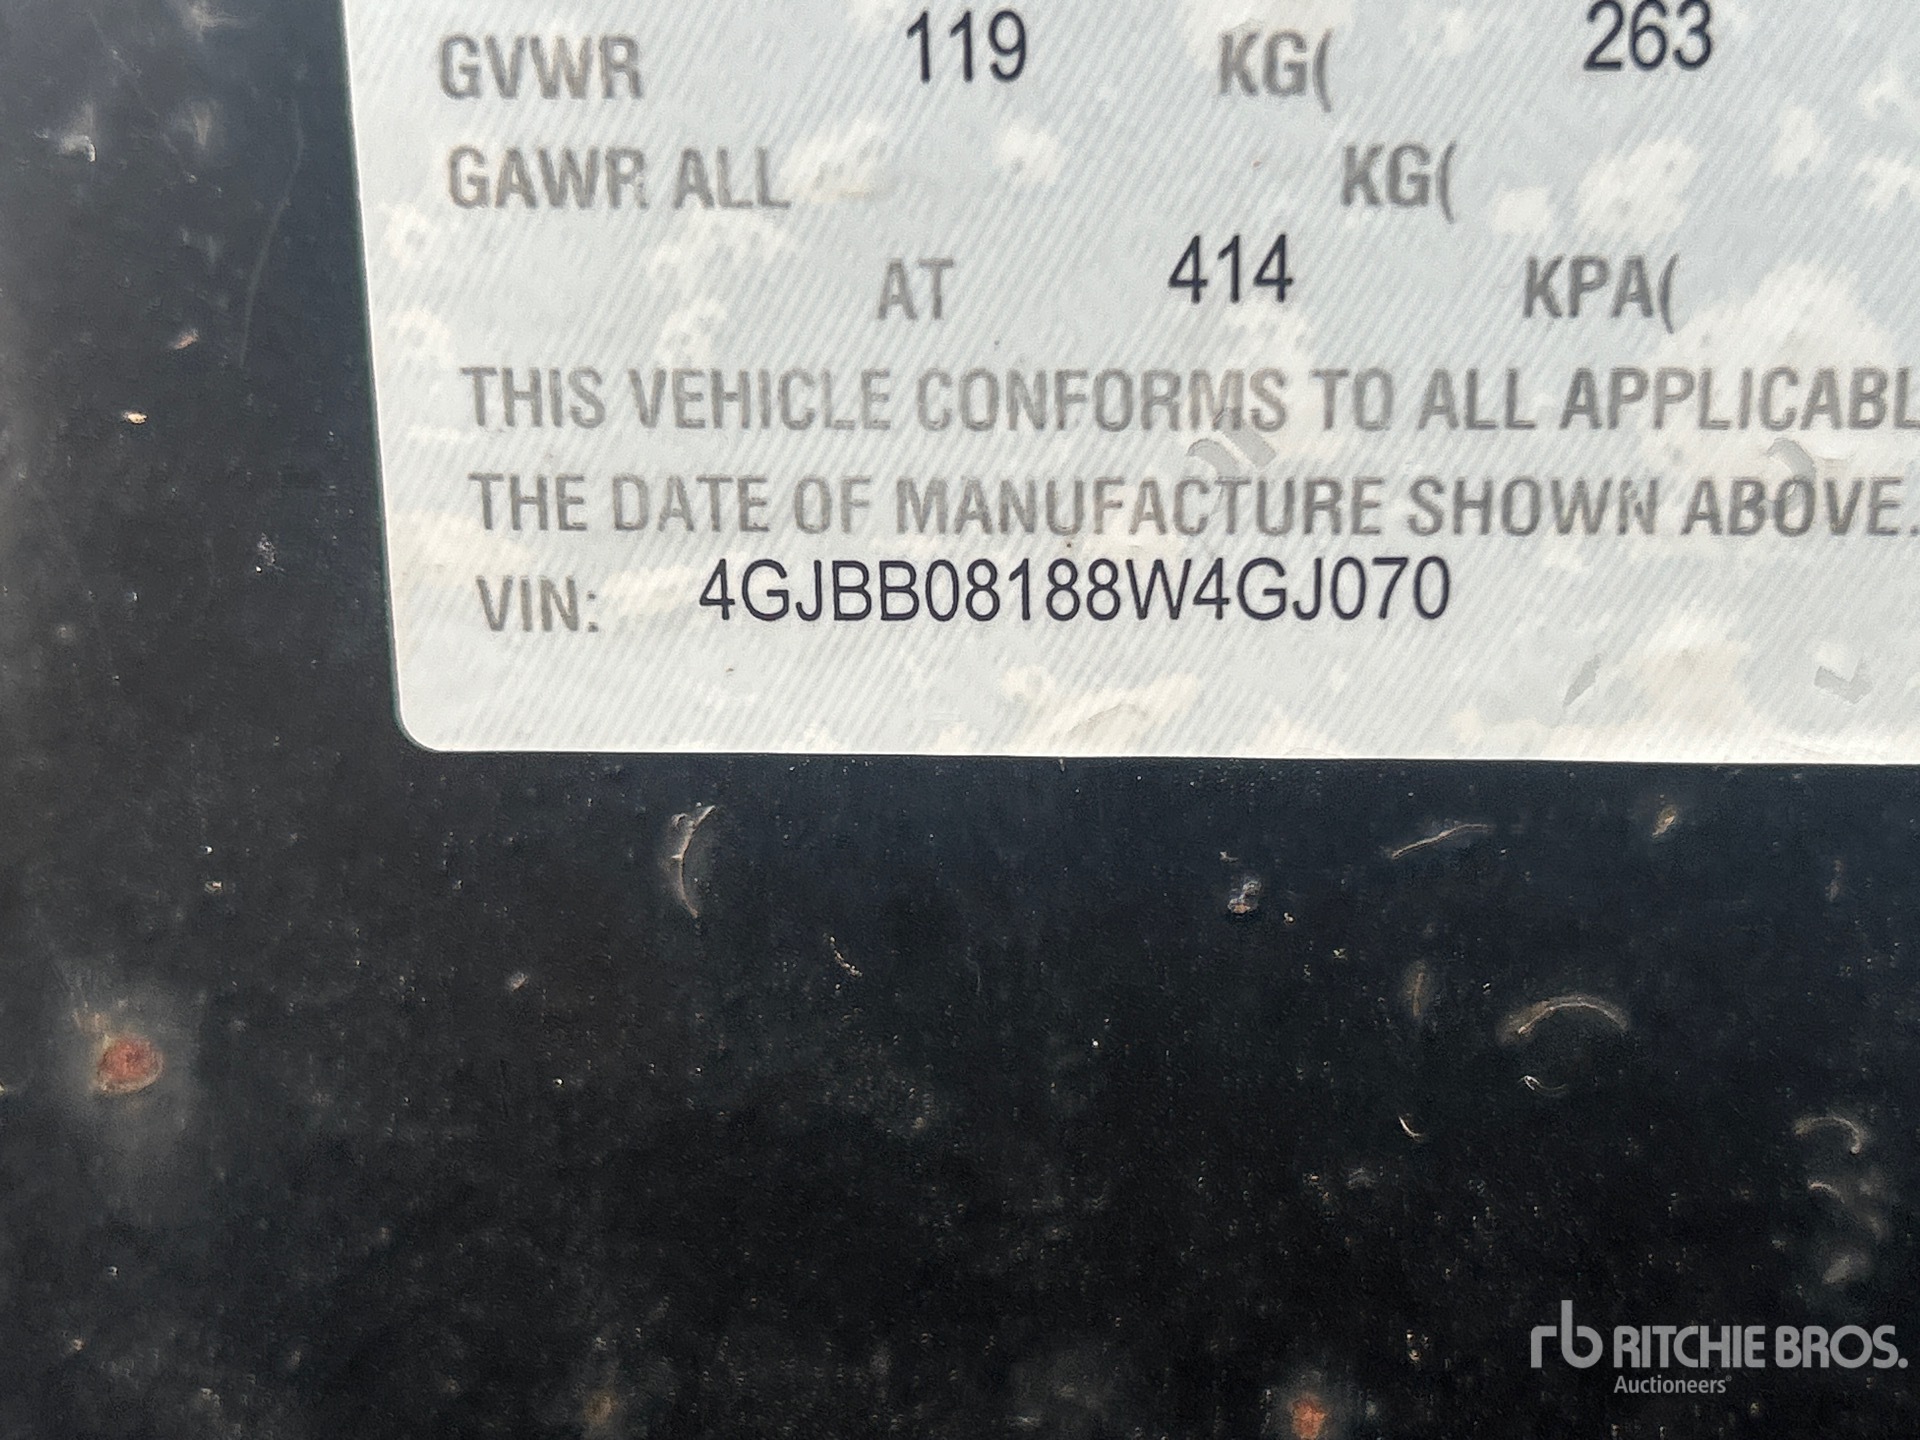 GVWR 119 KG( 263
GAWR ALL KG(
AT 414 KPA(
THIS VEHICLE CONFORMS TO ALL APPLICABL
THE DATE OF MANUFACTURE SHOWN ABOVE.
VIN: 4GJBB08188W4GJ070
rb RITCHIE BROS.
Auctioneers